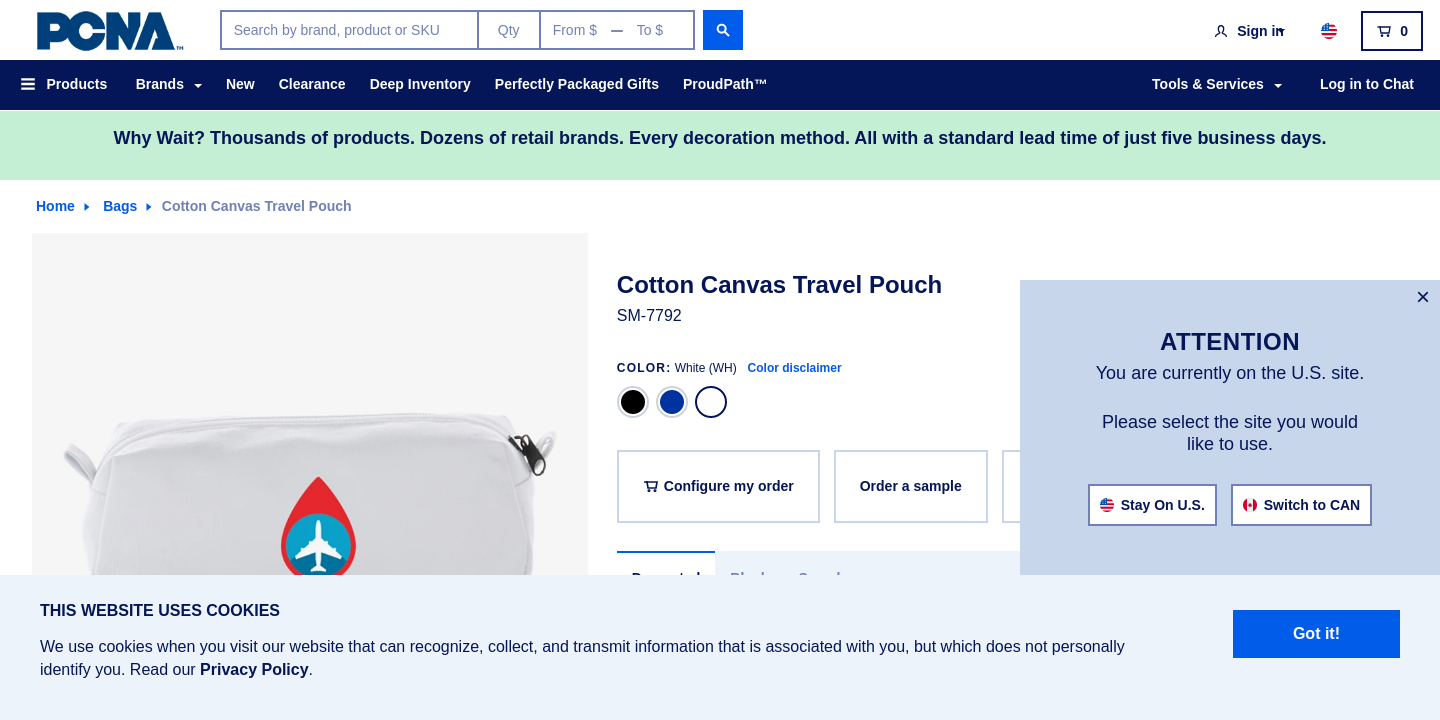 PCNA™
Search by brand, product or SKU
Qty
From $ — To $
Sign in
0
Products
Brands
New
Clearance
Deep Inventory
Perfectly Packaged Gifts
ProudPath™
Tools & Services
Log in to Chat
Why Wait? Thousands of products. Dozens of retail brands. Every decoration method. All with a standard lead time of just five business days.
Home
Bags
Cotton Canvas Travel Pouch
Cotton Canvas Travel Pouch
SM-7792
COLOR: White (WH) Color disclaimer
Configure my order
Order a sample
ATTENTION
You are currently on the U.S. site.
Please select the site you would
like to use.
Stay On U.S.
Switch to CAN
THIS WEBSITE USES COOKIES
We use cookies when you visit our website that can recognize, collect, and transmit information that is associated with you, but which does not personally
identify you. Read our Privacy Policy.
Got it!